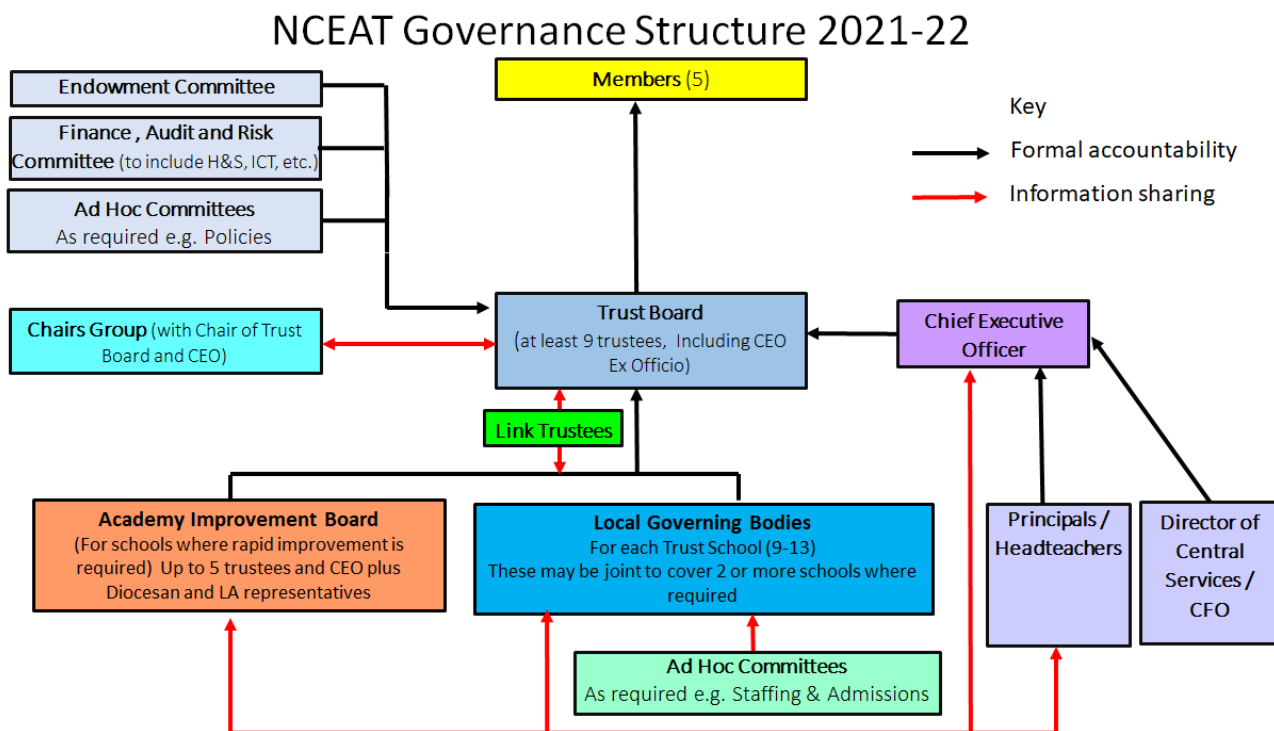 NCEAT Governance Structure 2021-22
Endowment Committee
Finance , Audit and Risk
Committee (to include H&S, ICT, etc.)
Ad Hoc Committees
As required e.g. Policies
Members (5)
Key
Formal accountability
Information sharing
Chairs Group (with Chair of Trust
Board and CEO)
Trust Board
(at least 9 trustees, Including CEO
Ex Officio)
Chief Executive
Officer
Link Trustees
Academy Improvement Board
(For schools where rapid improvement is
required) Up to 5 trustees and CEO plus
Diocesan and LA representatives
Local Governing Bodies
For each Trust School (9-13)
These may be joint to cover 2 or more schools where
required
Principals /
Headteachers
Director of
Central
Services /
CFO
Ad Hoc Committees
As required e.g. Staffing & Admissions